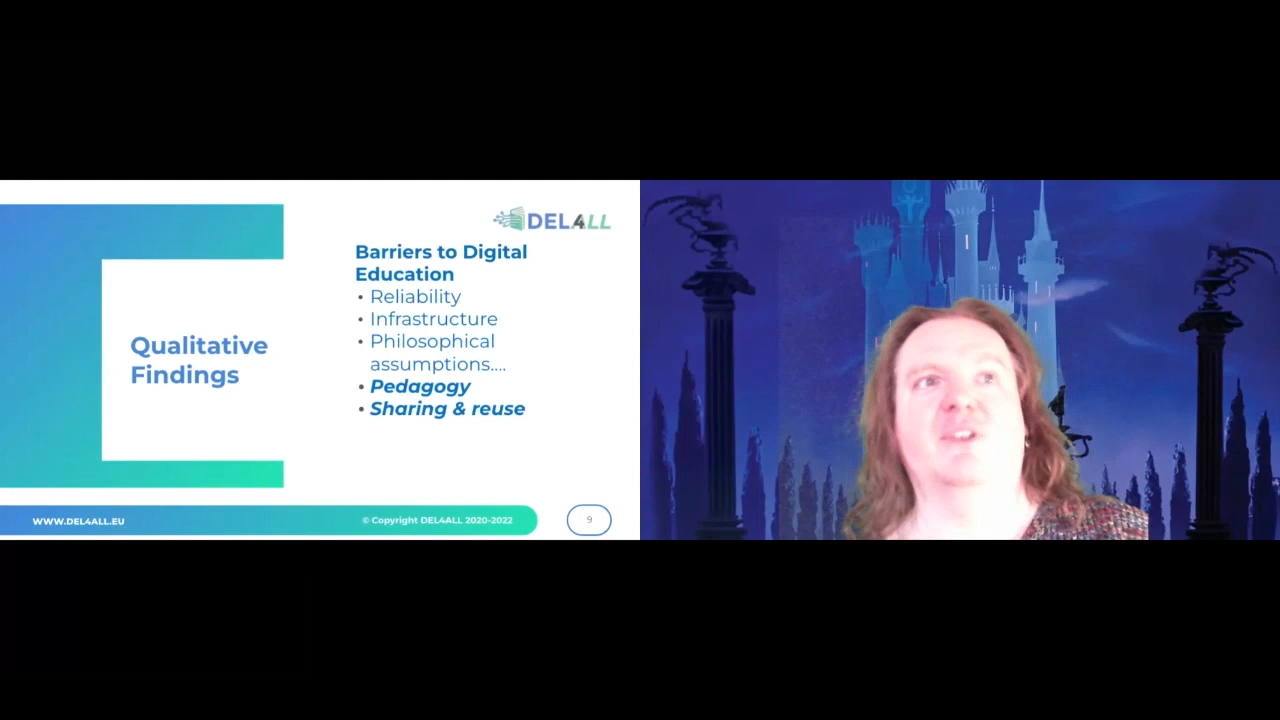 DEL4ALL
Barriers to Digital
Education
• Reliability
• Infrastructure
• Philosophical
assumptions....
• Pedagogy
• Sharing & reuse
Qualitative
Findings
WWW.DEL4ALL.EU
© Copyright DEL4ALL 2020-2022
9